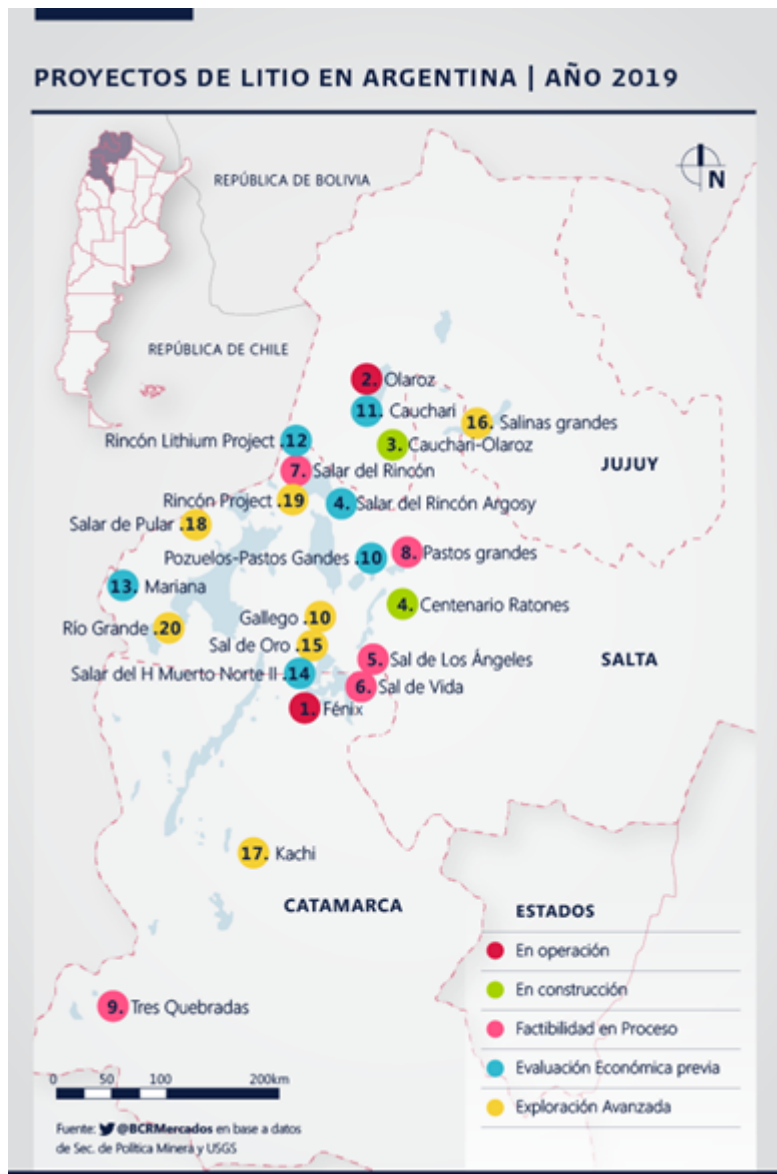 PROYECTOS DE LITIO EN ARGENTINA | AÑO 2019
N
REPÚBLICA DE BOLIVIA
REPÚBLICA DE CHILE
2. Olaroz
11. Cauchari
16. Salinas grandes
Rincón Lithium Project .12
3. Cauchari-Olaroz
JUJUY
7. Salar del Rincón
Rincón Project .19
4. Salar del Rincón Argosy
Salar de Pular .18
Pozuelos-Pastos Gandes .10
8. Pastos grandes
13. Mariana
4. Centenario Ratones
Gallego .10
Río Grande .20
Sal de Oro .15
5. Sal de Los Ángeles
SALTA
Salar del H Muerto Norte II .14
6. Sal de Vida
1. Fénix
17. Kachi
CATAMARCA
9. Tres Quebradas
ESTADOS
En operación
En construcción
Factibilidad en Proceso
Evaluación Económica previa
Exploración Avanzada
0 50 100 200km
Fuente: @BCRMercados en base a datos
de Sec. de Política Minera y USGS